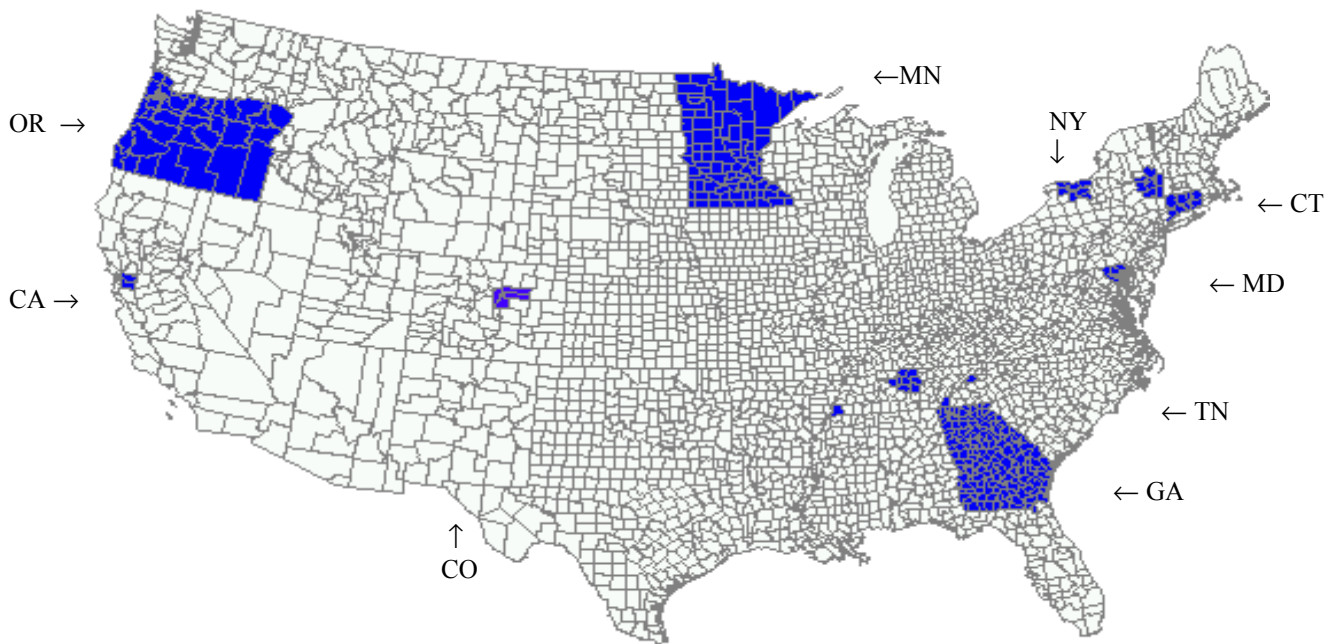 ←MN
OR →
NY
↓
← CT
← MD
CA →
← TN
← GA
↑
CO